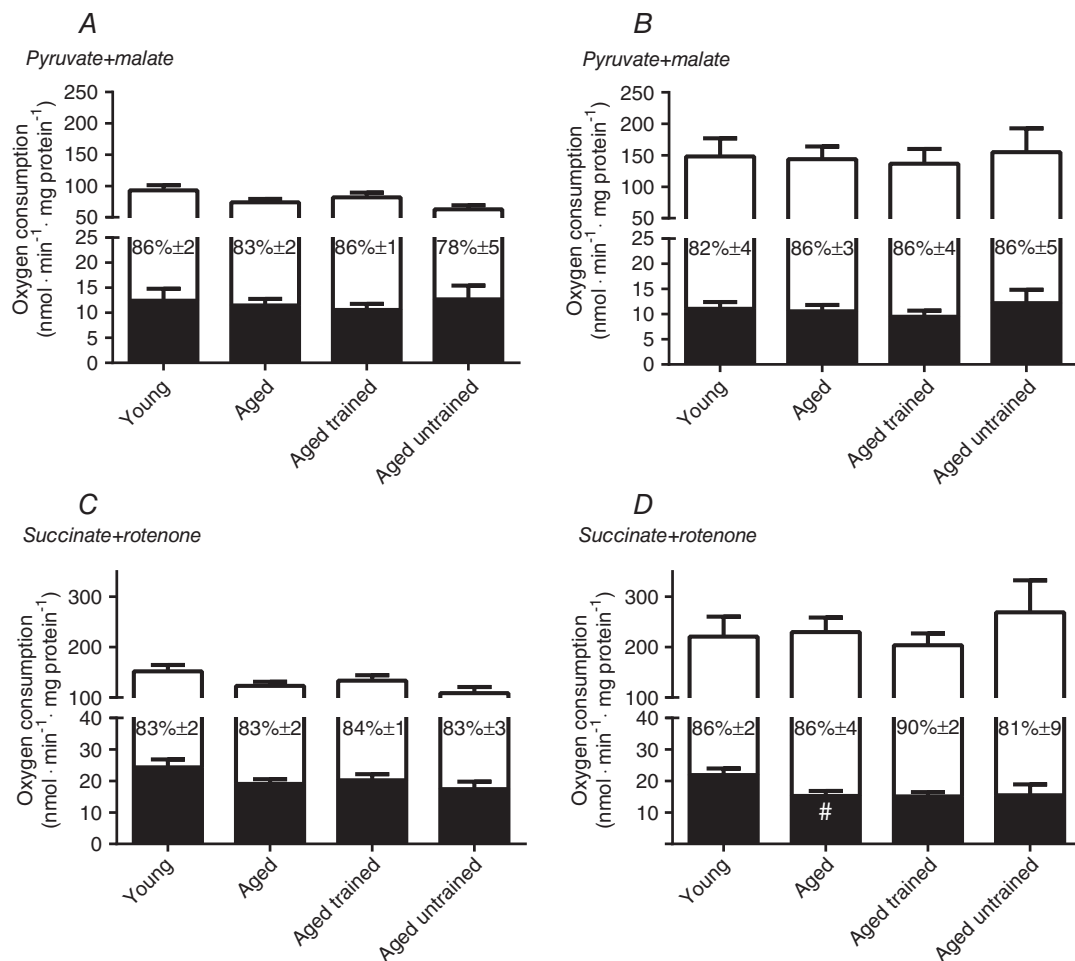 A
Pyruvate+malate
Oxygen consumption
(nmol · min⁻¹ · mg protein⁻¹)
250
200
150
100
50
25
20
15
10
5
0
86%±2
83%±2
86%±1
78%±5
Young
Aged
Aged trained
Aged untrained
B
Pyruvate+malate
Oxygen consumption
(nmol · min⁻¹ · mg protein⁻¹)
250
200
150
100
50
25
20
15
10
5
0
82%±4
86%±3
86%±4
86%±5
Young
Aged
Aged trained
Aged untrained
C
Succinate+rotenone
Oxygen consumption
(nmol · min⁻¹ · mg protein⁻¹)
300
200
100
40
30
20
10
0
83%±2
83%±2
84%±1
83%±3
Young
Aged
Aged trained
Aged untrained
D
Succinate+rotenone
Oxygen consumption
(nmol · min⁻¹ · mg protein⁻¹)
300
200
100
40
30
20
10
86%±2
86%±4
90%±2
81%±9
#
Young
Aged
Aged trained
Aged untrained